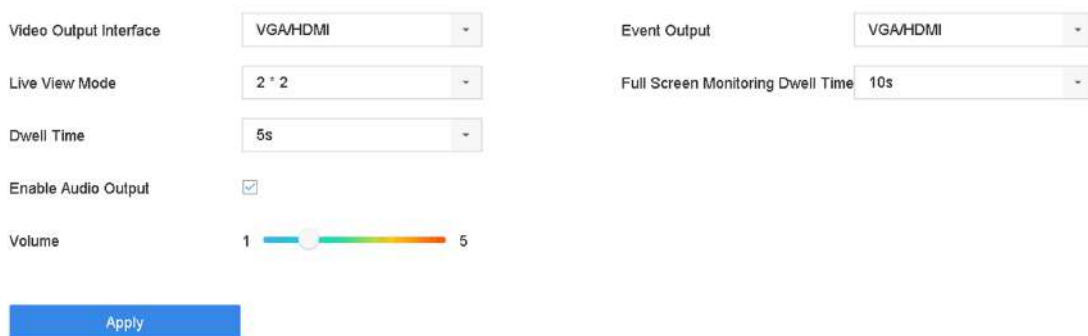 Video Output Interface VGA/HDMI Event Output VGA/HDMI
Live View Mode 2 * 2 Full Screen Monitoring Dwell Time 10s
Dwell Time 5s
Enable Audio Output
Volume 1 5
Apply